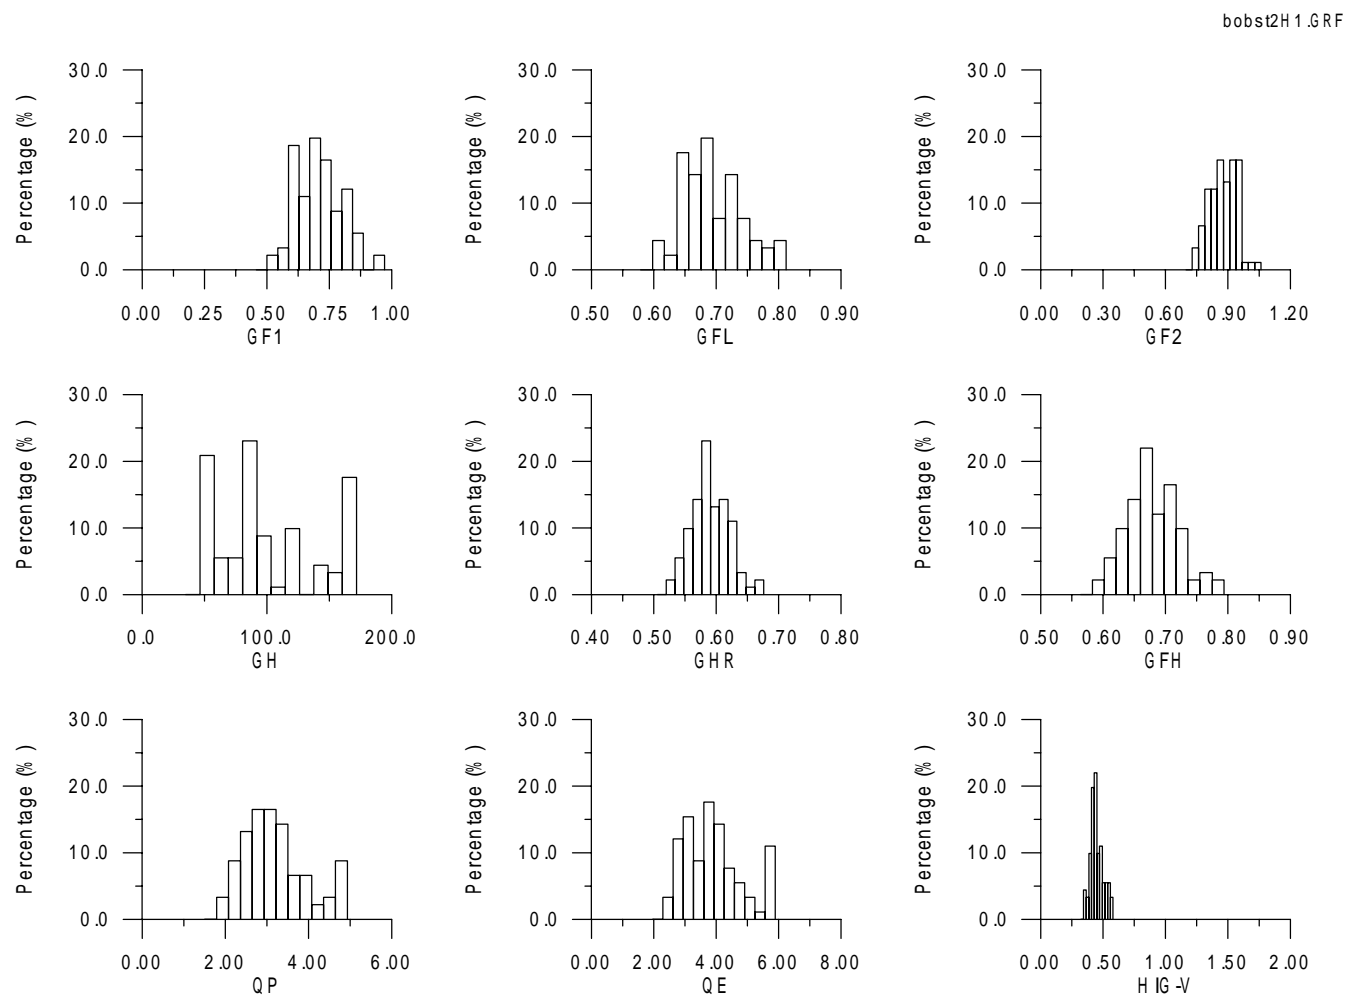 bobst2H1.GRF
Percentage (%)
30.0
20.0
10.0
0.0
0.00 0.25 0.50 0.75 1.00
GF1
Percentage (%)
30.0
20.0
10.0
0.0
0.50 0.60 0.70 0.80 0.90
GFL
Percentage (%)
30.0
20.0
10.0
0.0
0.00 0.30 0.60 0.90 1.20
GF2
Percentage (%)
30.0
20.0
10.0
0.0
0.0 100.0 200.0
GH
Percentage (%)
30.0
20.0
10.0
0.0
0.40 0.50 0.60 0.70 0.80
GHR
Percentage (%)
30.0
20.0
10.0
0.0
0.50 0.60 0.70 0.80 0.90
GFH
Percentage (%)
30.0
20.0
10.0
0.0
0.00 2.00 4.00 6.00
QP
Percentage (%)
30.0
20.0
10.0
0.0
0.00 2.00 4.00 6.00 8.00
QE
Percentage (%)
30.0
20.0
10.0
0.0
0.00 0.50 1.00 1.50 2.00
HIG-V